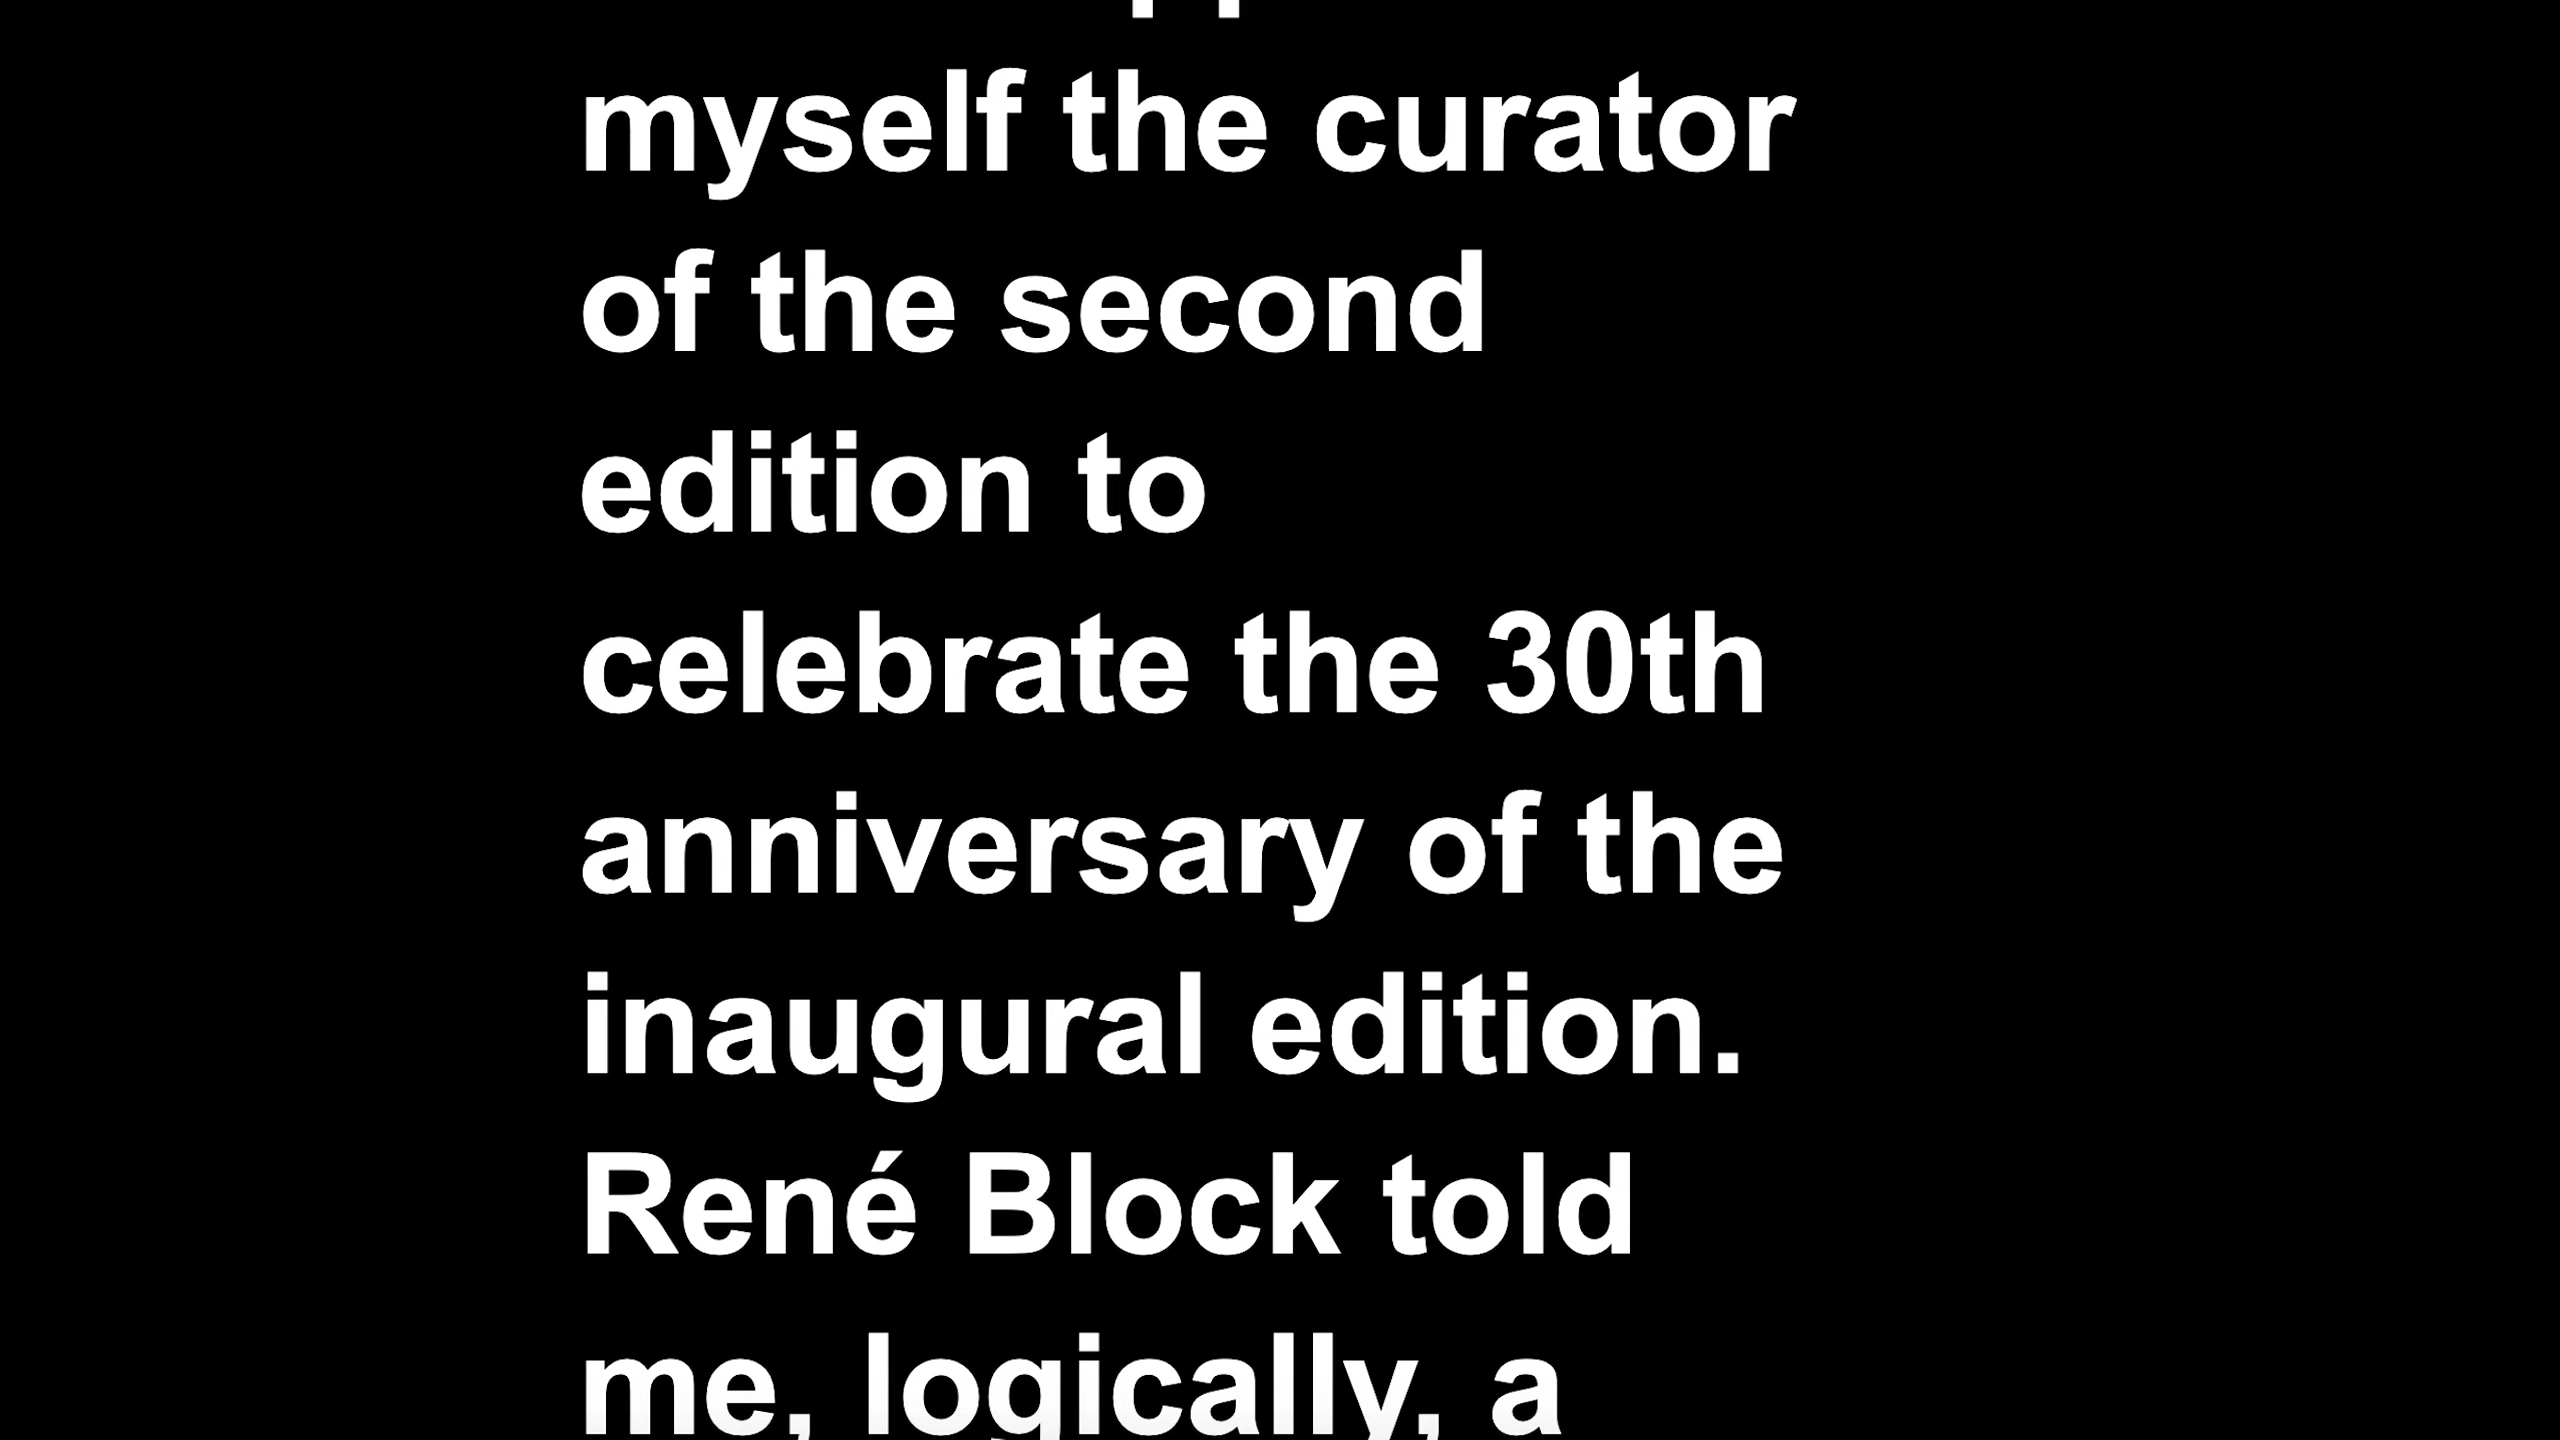 myself the curator
of the second
edition to
celebrate the 30th
anniversary of the
inaugural edition.
René Block told
me, logically, a